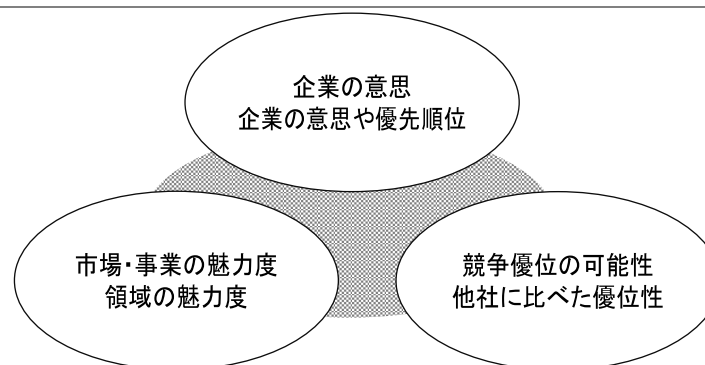 企業の意思
企業の意思や優先順位
市場・事業の魅力度
領域の魅力度
競争優位の可能性
他社に比べた優位性